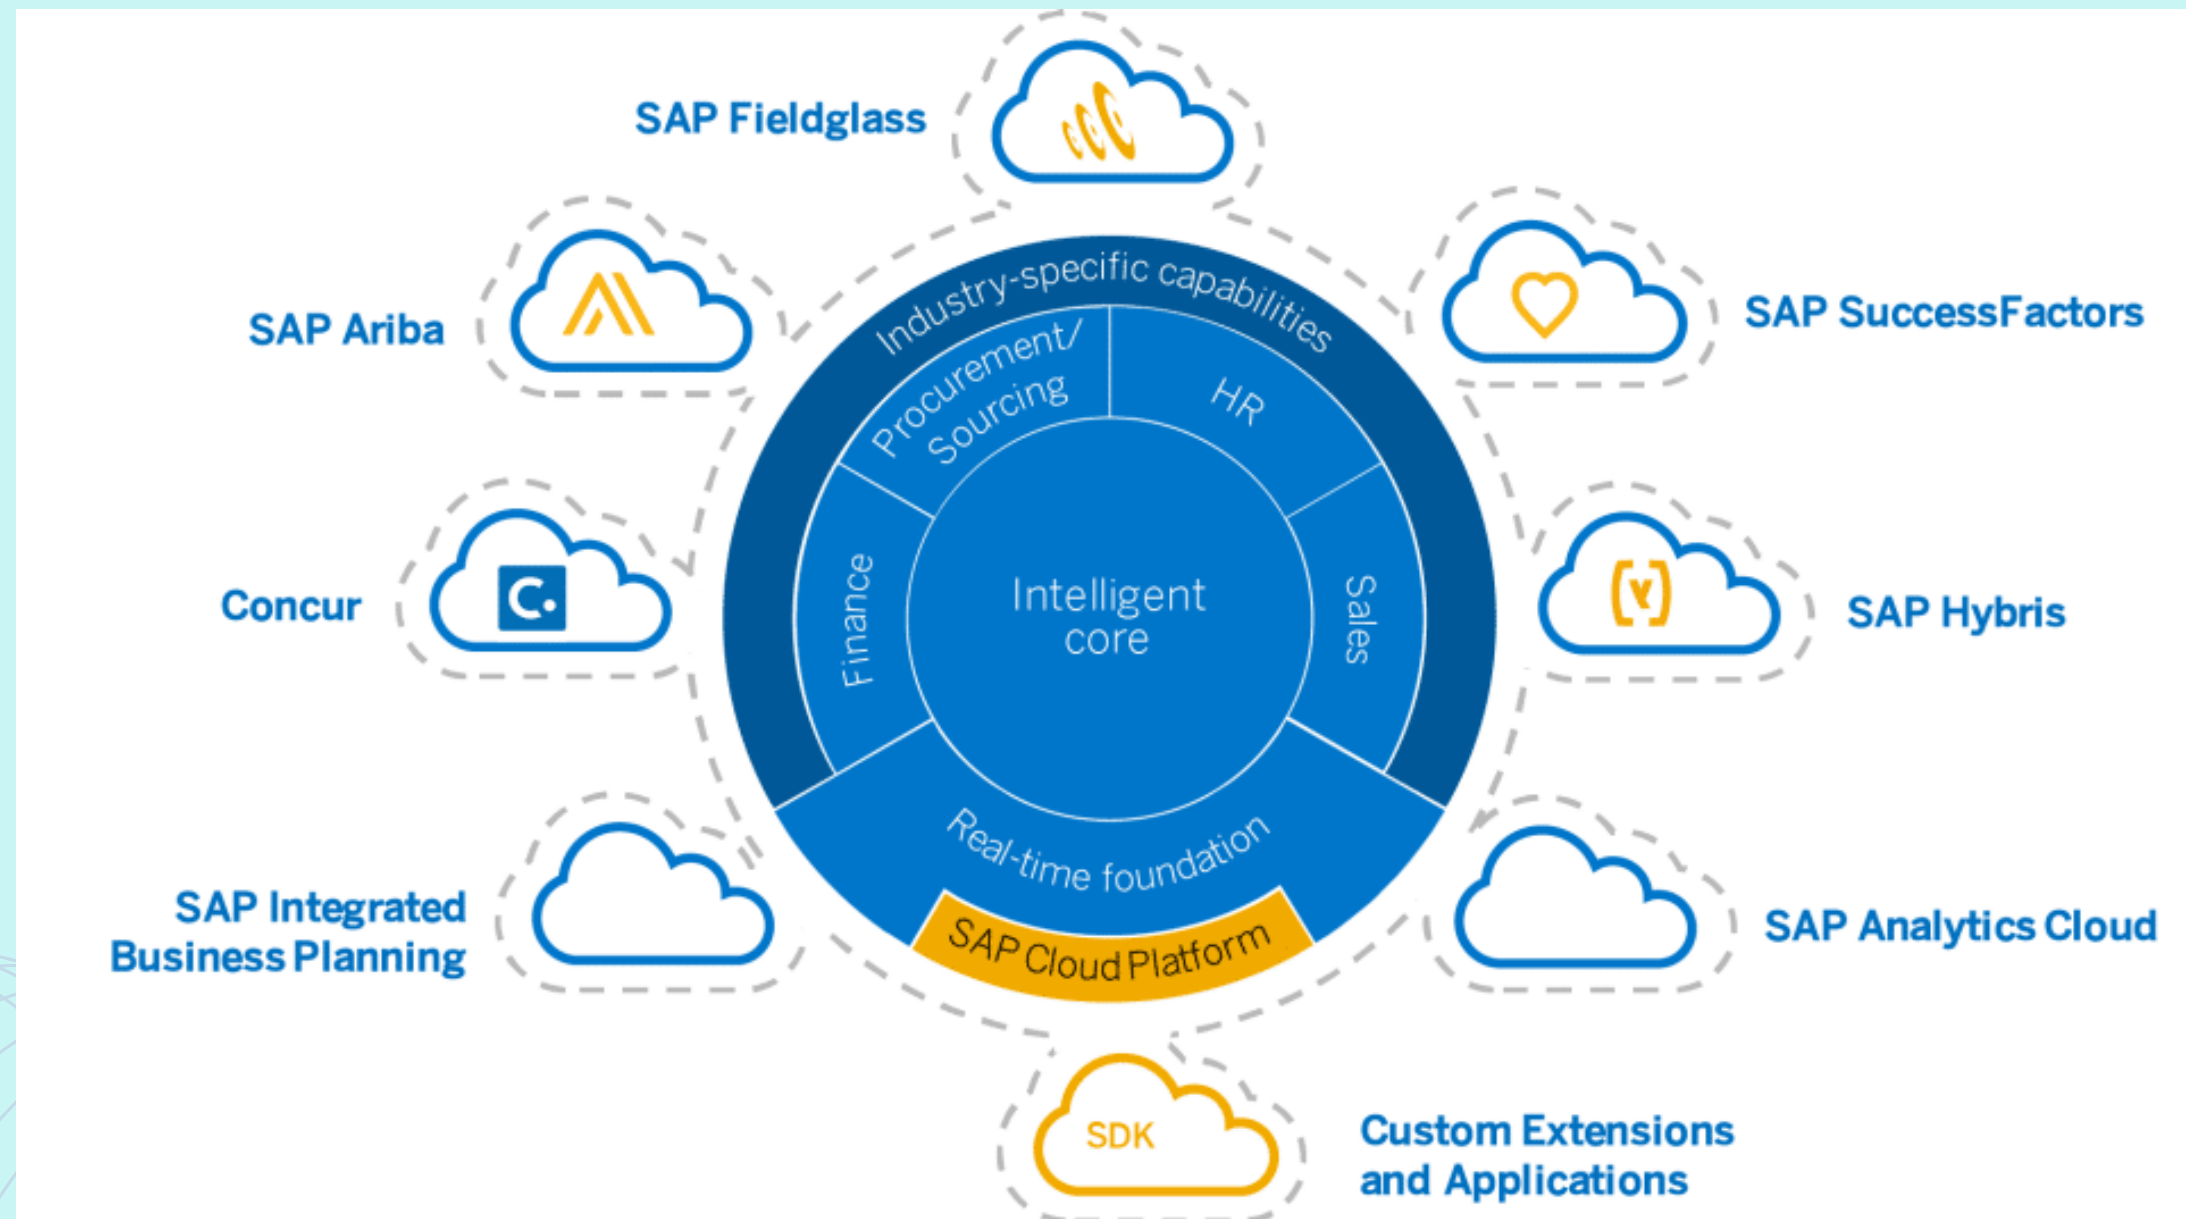 SAP Fieldglass
SAP Ariba
SAP SuccessFactors
Industry-specific capabilities
Procurement/
Sourcing
HR
Concur
C.
Finance
Intelligent
core
Sales
SAP Hybris
Real-time foundation
SAP Integrated
Business Planning
SAP Analytics Cloud
SAP Cloud Platform
SDK
Custom Extensions
and Applications